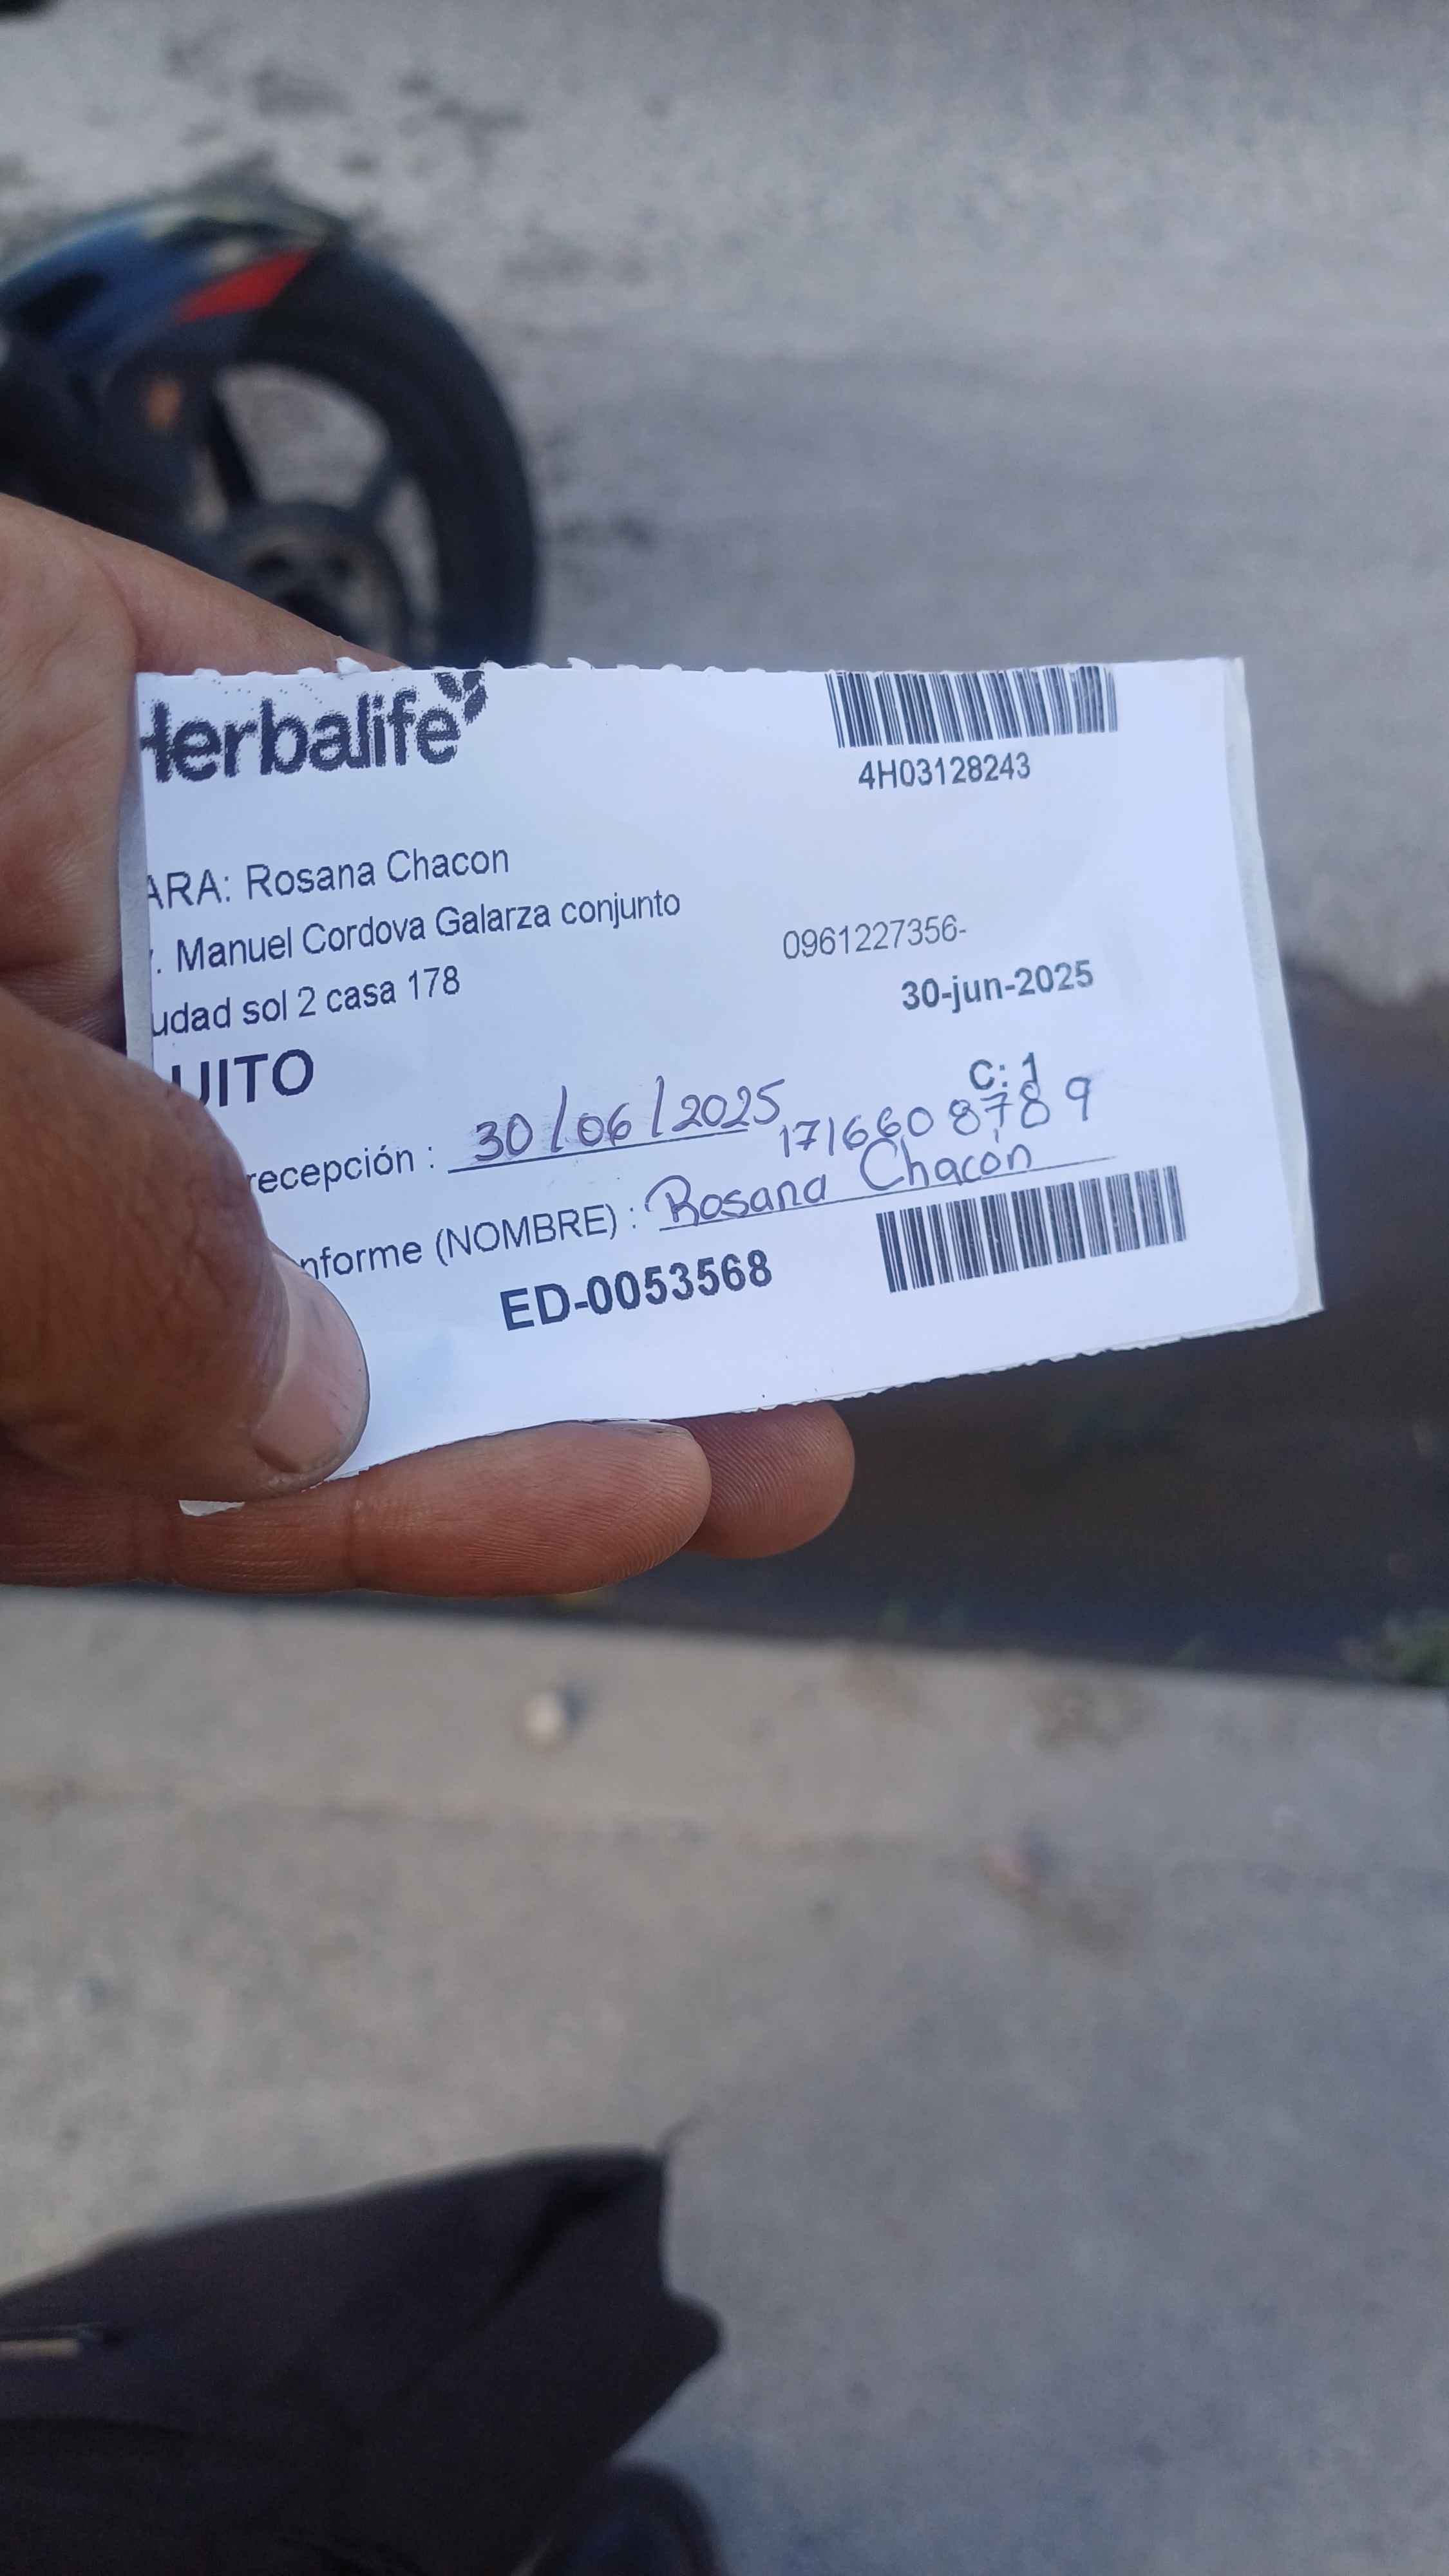 Herbalife
4H03128243
ARA: Rosana Chacon
. Manuel Cordova Galarza conjunto
udad sol 2 casa 178
0961227356-
30-jun-2025
UITO
C: 1
recepción : 30/06/2025
1716608789
nforme (NOMBRE) : Rosana Chacón
ED-0053568